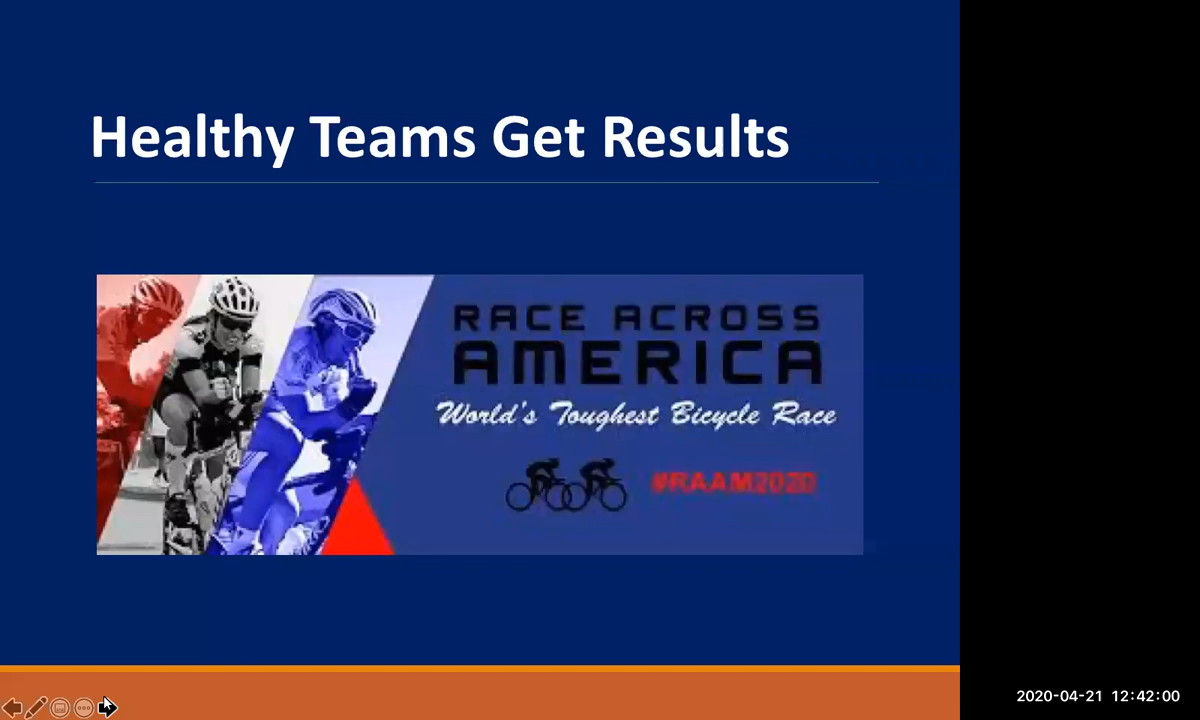 Healthy Teams Get Results
RACE ACROSS
AMERICA
World's Toughest Bicycle Race
#RAAM2020
2020-04-21 12:42:00